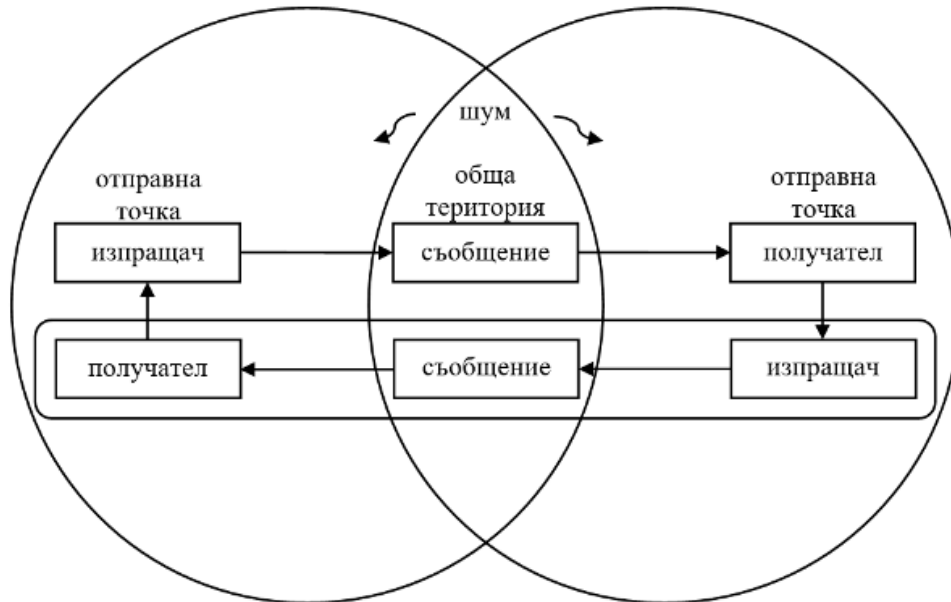 шум
отправна
точка
обща
територия
отправна
точка
изпращач
съобщение
получател
получател
съобщение
изпращач